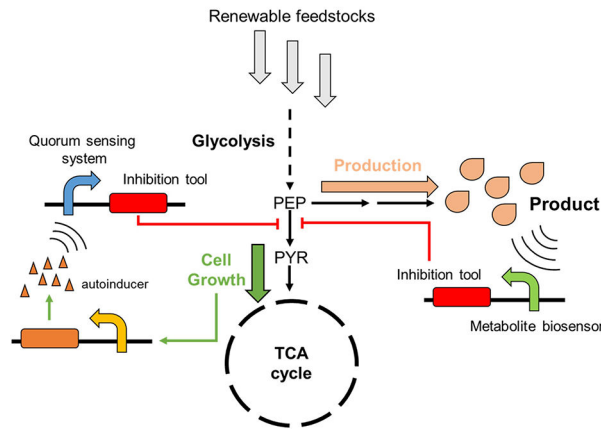 Renewable feedstocks
Glycolysis
Production
Quorum sensing
system
Inhibition tool
PEP
Product
PYR
Cell
Growth
autoinducer
Inhibition tool
Metabolite biosensor
TCA
cycle